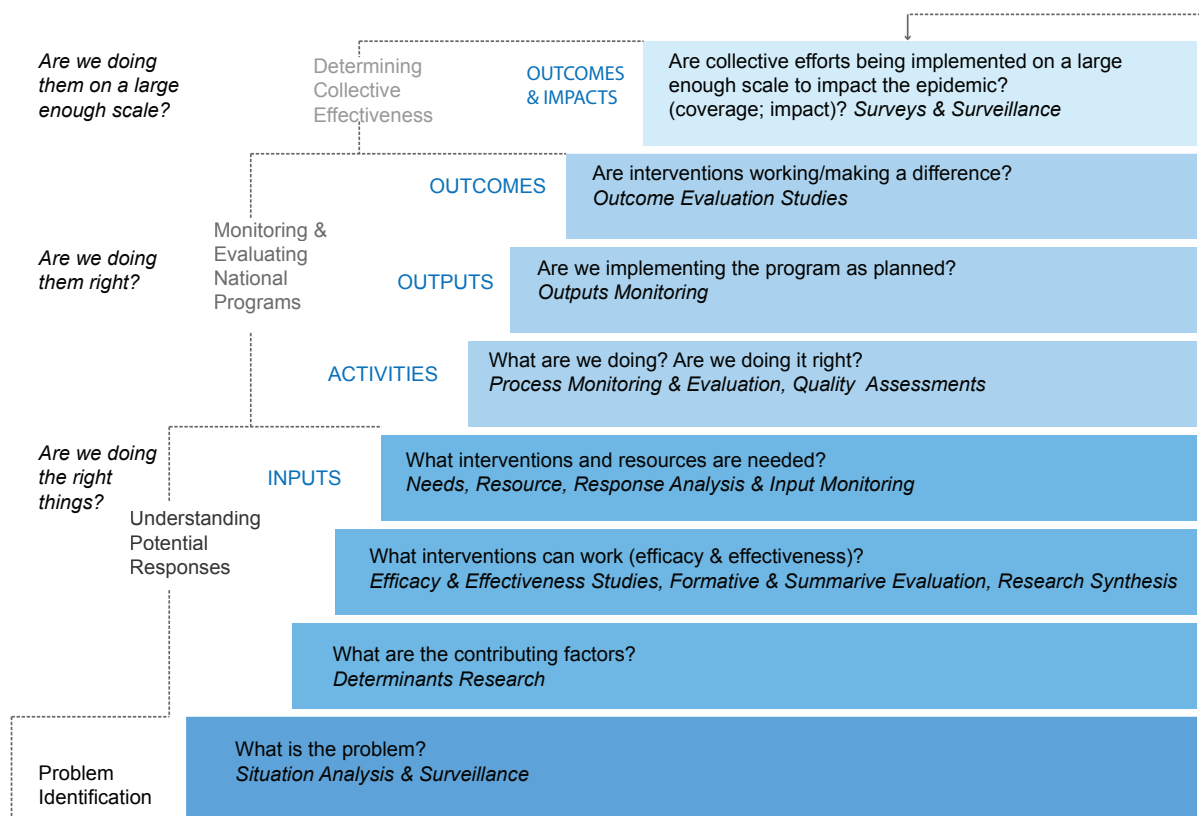 Are we doing
them on a large
enough scale?
Determining
Collective
Effectiveness
OUTCOMES
& IMPACTS
Are collective efforts being implemented on a large
enough scale to impact the epidemic?
(coverage; impact)? Surveys & Surveillance
OUTCOMES
Are interventions working/making a difference?
Outcome Evaluation Studies
Are we doing
them right?
Monitoring &
Evaluating
National
Programs
OUTPUTS
Are we implementing the program as planned?
Outputs Monitoring
ACTIVITIES
What are we doing? Are we doing it right?
Process Monitoring & Evaluation, Quality Assessments
Are we doing
the right
things?
INPUTS
What interventions and resources are needed?
Needs, Resource, Response Analysis & Input Monitoring
Understanding
Potential
Responses
What interventions can work (efficacy & effectiveness)?
Efficacy & Effectiveness Studies, Formative & Summarive Evaluation, Research Synthesis
What are the contributing factors?
Determinants Research
Problem
Identification
What is the problem?
Situation Analysis & Surveillance